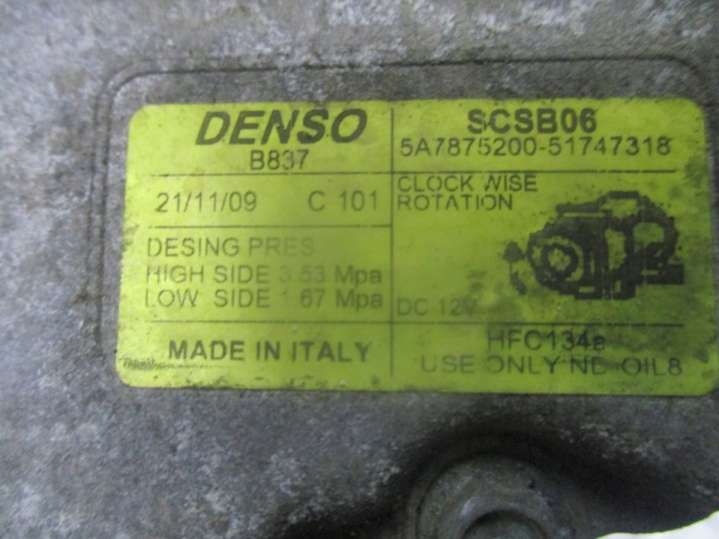 DENSO
B837
SCSB06
5A7875200-51747318
21/11/09 C 101
CLOCK WISE
ROTATION
DESING PRES
HIGH SIDE 3.53 Mpa
LOW SIDE 1.67 Mpa
DC 12V
MADE IN ITALY
HFC134a
USE ONLY ND-OIL8